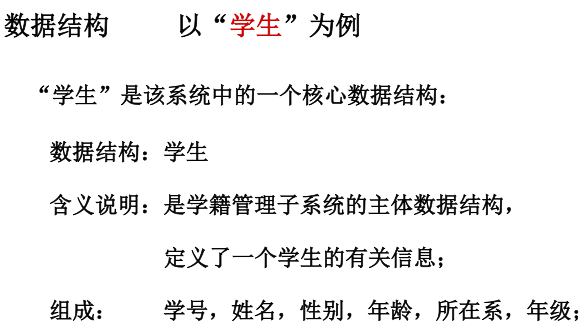 数据结构 以“学生”为例
“学生”是该系统中的一个核心数据结构：
数据结构：学生
含义说明：是学籍管理子系统的主体数据结构，
定义了一个学生的有关信息；
组成： 学号，姓名，性别，年龄，所在系，年级；